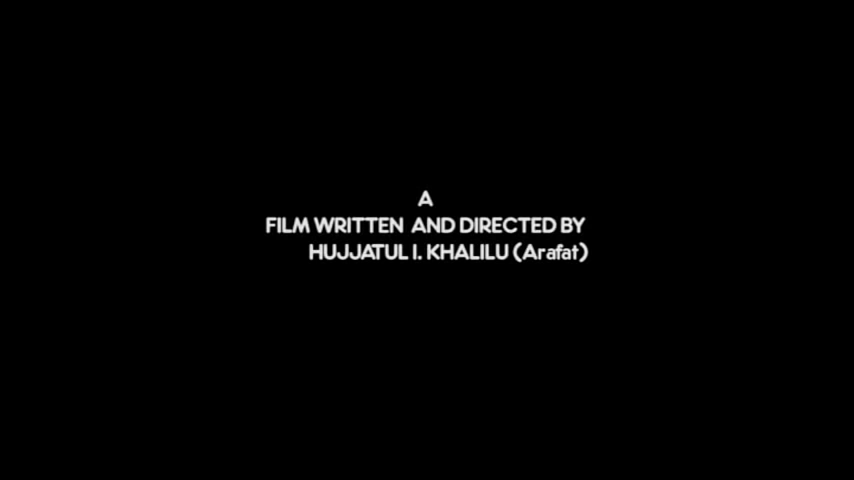 A
FILM WRITTEN AND DIRECTED BY
HUJJATUL I. KHALILU (Arafat)